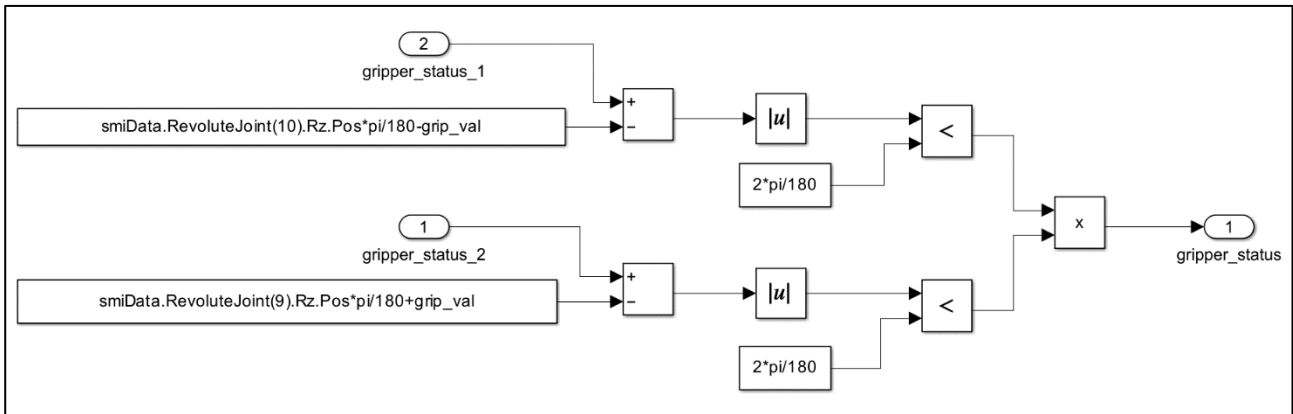 2
gripper_status_1
smiData.RevoluteJoint(10).Rz.Pos*pi/180-grip_val
+
−
|u|
<
2*pi/180
1
gripper_status_2
smiData.RevoluteJoint(9).Rz.Pos*pi/180+grip_val
+
−
|u|
<
2*pi/180
x
1
gripper_status